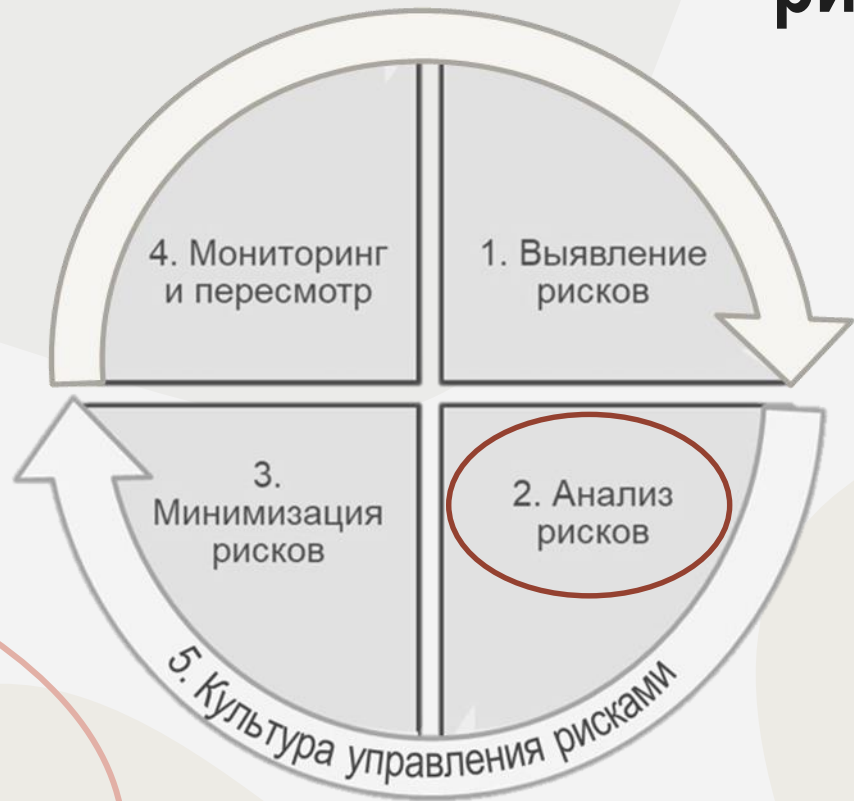 4. Мониторинг
и пересмотр
1. Выявление
рисков
3.
Минимизация
рисков
2. Анализ
рисков
5. Культура управления рисками